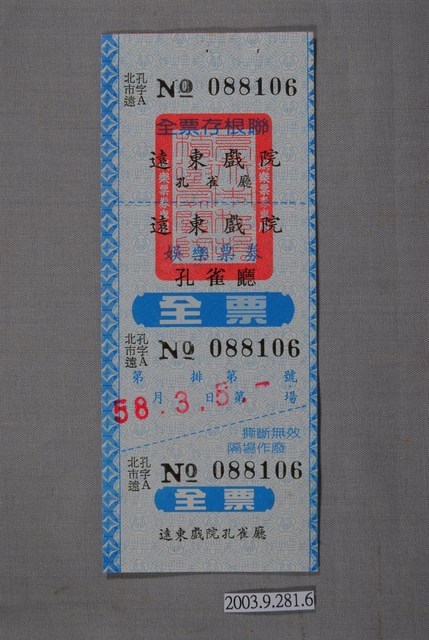 北孔
市字
遠A
No 088106
全票存根聯
遠東戲院
孔雀廳
遠東戲院
娛樂票券
孔雀廳
全票
北孔
市字
遠A
No 088106
第 排第 號
月 日第 場
58.3.5.-
撕斷無效
隔場作廢
北孔
市字
遠A
No 088106
全票
遠東戲院孔雀廳
2003.9.281.6